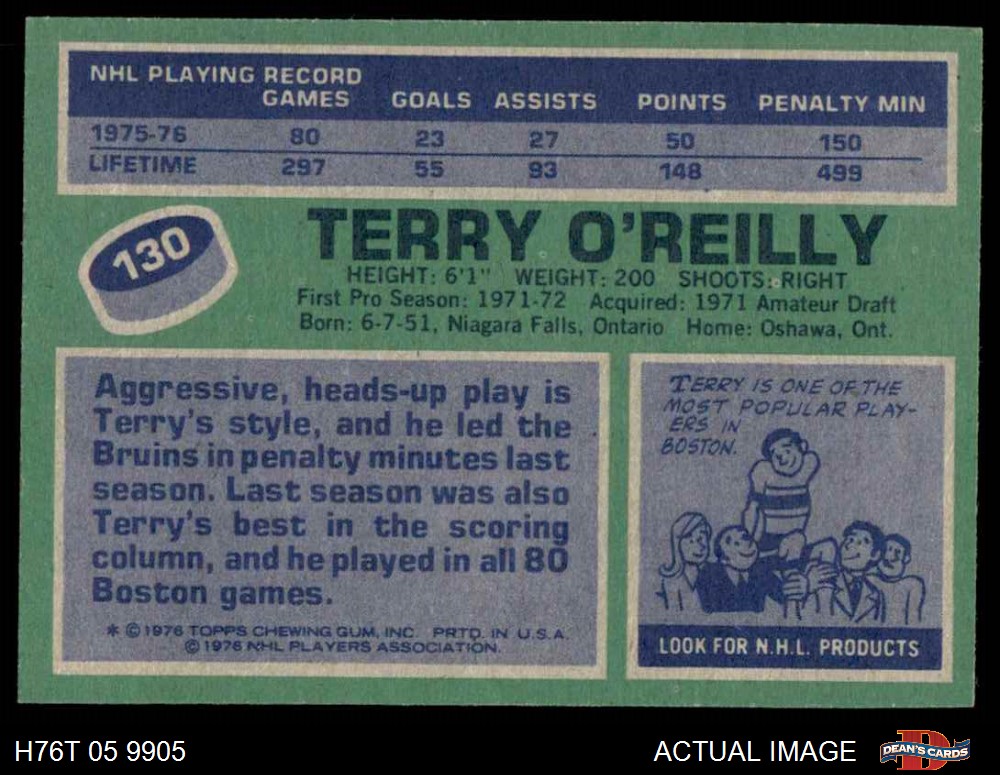 NHL PLAYING RECORD
GAMES GOALS ASSISTS POINTS PENALTY MIN
1975-76 80 23 27 50 150
LIFETIME 297 55 93 148 499
130
TERRY O'REILLY
HEIGHT: 6'1" WEIGHT: 200 SHOOTS: RIGHT
First Pro Season: 1971-72 Acquired: 1971 Amateur Draft
Born: 6-7-51, Niagara Falls, Ontario Home: Oshawa, Ont.
Aggressive, heads-up play is
Terry's style, and he led the
Bruins in penalty minutes last
season. Last season was also
Terry's best in the scoring
column, and he played in all 80
Boston games.
* © 1976 TOPPS CHEWING GUM, INC. PRTD. IN U.S.A.
© 1976 NHL PLAYERS ASSOCIATION.
TERRY IS ONE OF THE
MOST POPULAR PLAY-
ERS IN
BOSTON.
LOOK FOR N.H.L. PRODUCTS
H76T 05 9905
ACTUAL IMAGE
D
DEAN'S CARDS